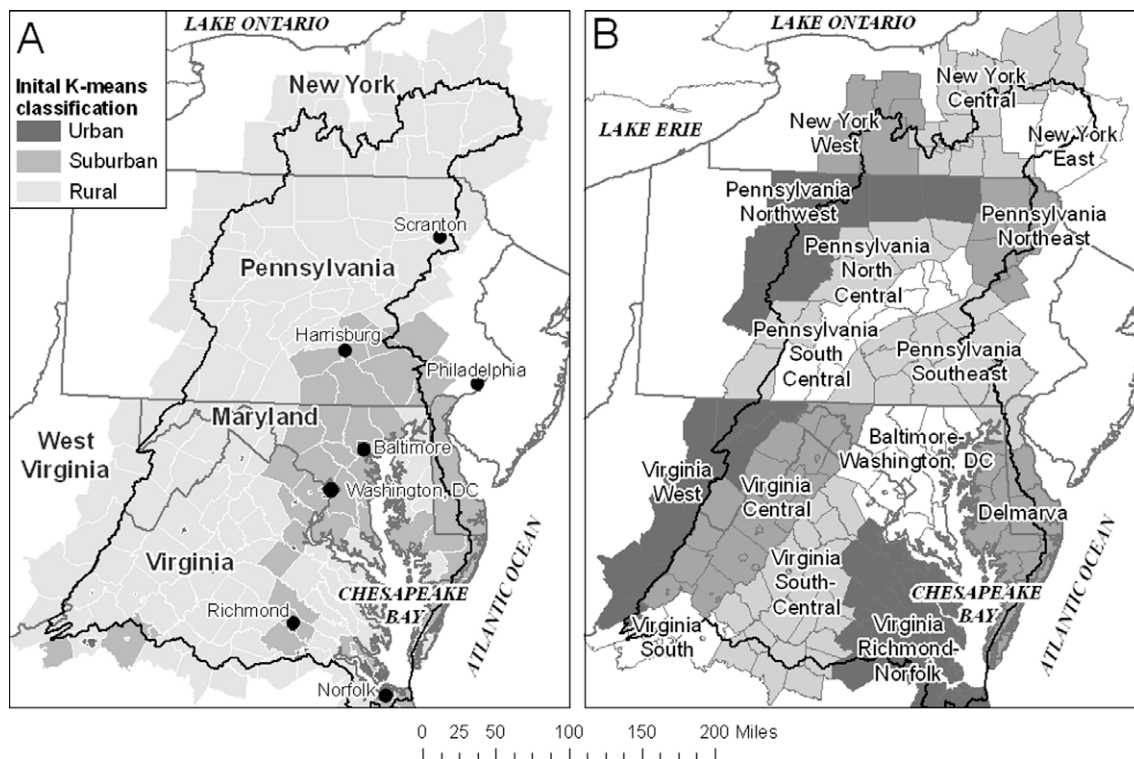 A
LAKE ONTARIO
Inital K-means
classification
Urban
Suburban
Rural
New York
Scranton
Pennsylvania
Harrisburg
Philadelphia
Maryland
West
Virginia
Baltimore
Washington, DC
Virginia
CHESAPEAKE
BAY
Richmond
Norfolk
ATLANTIC OCEAN
B
LAKE ONTARIO
New York
Central
LAKE ERIE
New York
West
New York
East
Pennsylvania
Northwest
Pennsylvania
Northeast
Pennsylvania
North
Central
Pennsylvania
South
Central
Pennsylvania
Southeast
Baltimore-
Washington, DC
Virginia
West
Virginia
Central
Delmarva
Virginia
South-
Central
CHESAPEAKE
BAY
Virginia
South
Virginia
Richmond-
Norfolk
ATLANTIC OCEAN
0 25 50 100 150 200 Miles